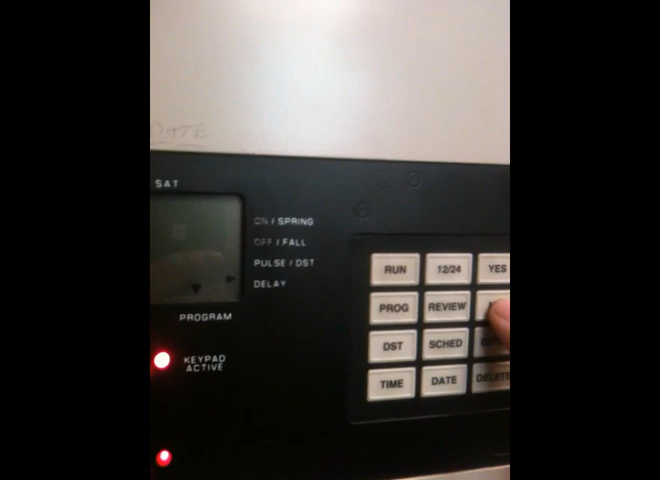 DATE
SAT
ON / SPRING
OFF / FALL
PULSE / DST
DELAY
PROGRAM
KEYPAD
ACTIVE
RUN 12/24 YES
PROG REVIEW
DST SCHED
TIME DATE DELETE